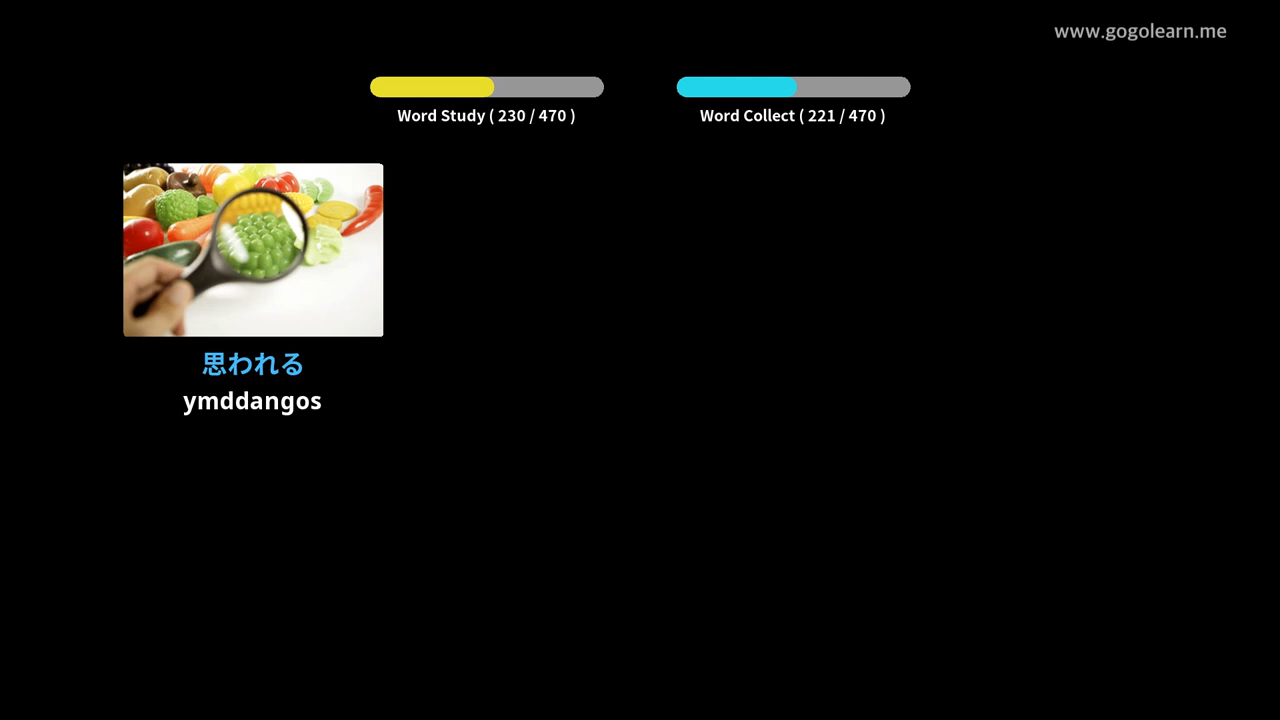 www.gogolearn.me
Word Study ( 230 / 470 )
Word Collect ( 221 / 470 )
思われる
ymddangos